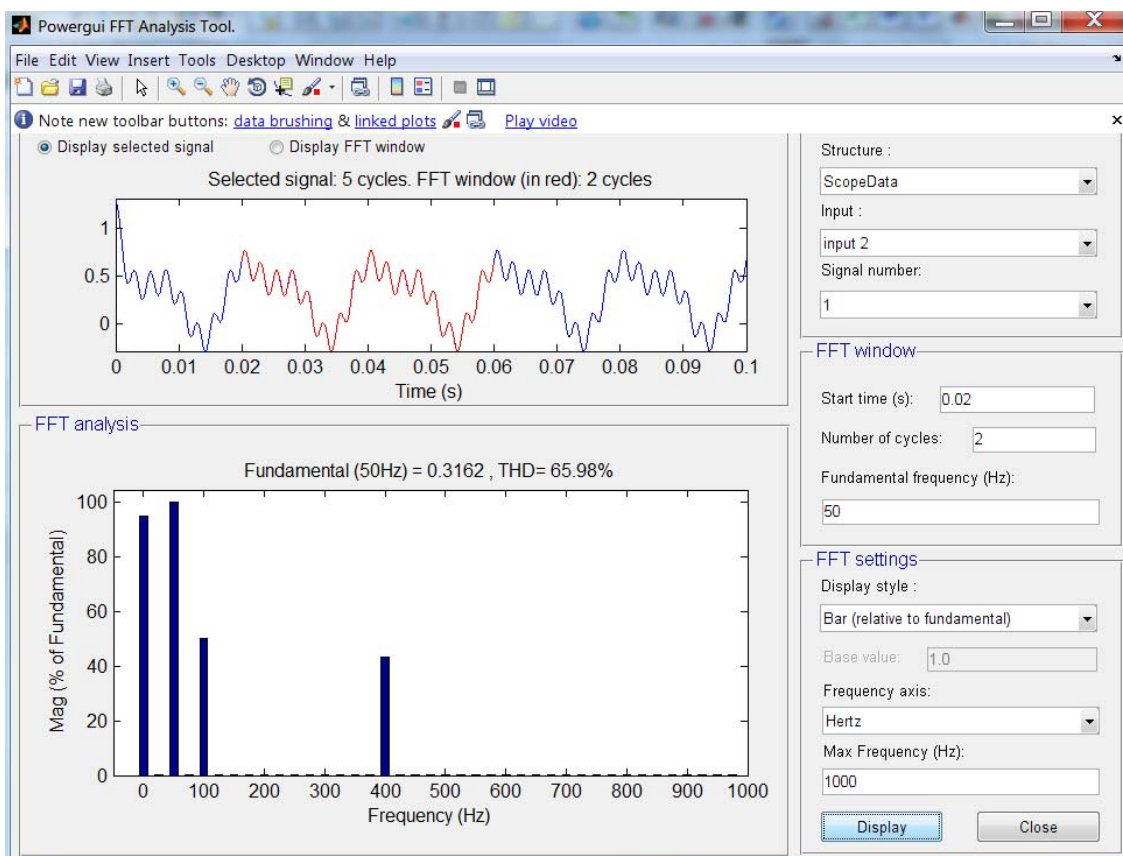 Powergui FFT Analysis Tool.
File Edit View Insert Tools Desktop Window Help
Note new toolbar buttons: data brushing & linked plots Play video
Display selected signal Display FFT window
Selected signal: 5 cycles. FFT window (in red): 2 cycles
1
0.5
0
0 0.01 0.02 0.03 0.04 0.05 0.06 0.07 0.08 0.09 0.1
Time (s)
FFT analysis
Fundamental (50Hz) = 0.3162 , THD= 65.98%
100
80
60
40
20
0
Mag (% of Fundamental)
0 100 200 300 400 500 600 700 800 900 1000
Frequency (Hz)
Structure :
ScopeData
Input :
input 2
Signal number:
1
FFT window
Start time (s): 0.02
Number of cycles: 2
Fundamental frequency (Hz):
50
FFT settings
Display style :
Bar (relative to fundamental)
Base value: 1.0
Frequency axis:
Hertz
Max Frequency (Hz):
1000
Display Close